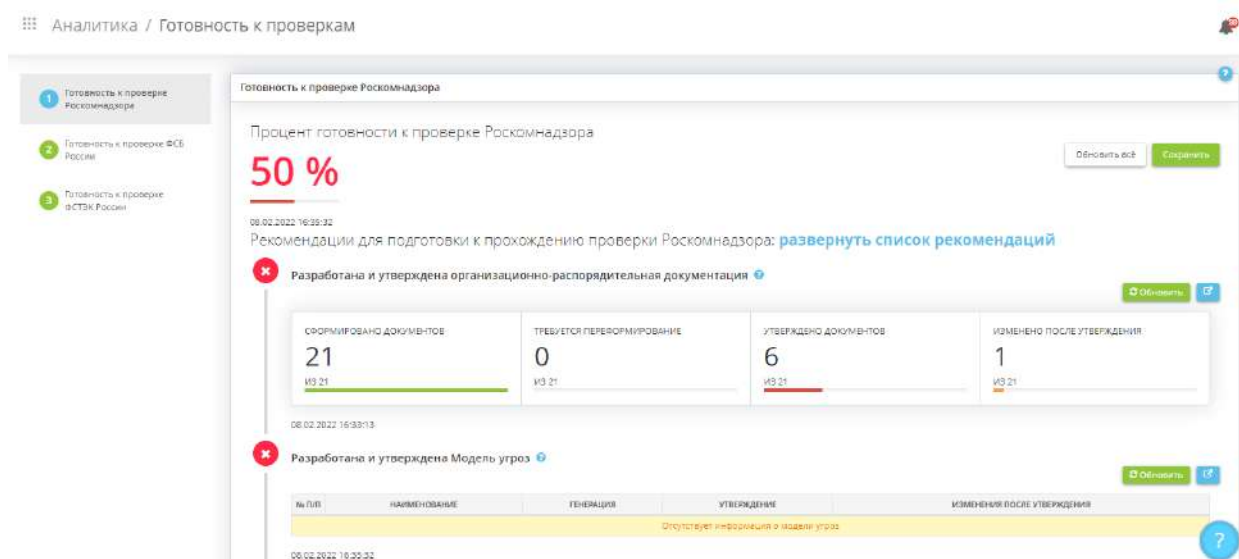 Аналитика / Готовность к проверкам
1
Готовность к проверке
Роскомнадзора
2
Готовность к проверке ФСБ
России
3
Готовность к проверке
ФСТЭК России
Готовность к проверке Роскомнадзора
?
Процент готовности к проверке Роскомнадзора
50 %
Обновить всё
Сохранить
08.02.2022 16:35:32
Рекомендации для подготовки к прохождению проверки Роскомнадзора: развернуть список рекомендаций
Разработана и утверждена организационно-распорядительная документация ?
Обновить
СФОРМИРОВАНО ДОКУМЕНТОВ
21
ИЗ 21
ТРЕБУЕТСЯ ПЕРЕФОРМИРОВАНИЕ
0
ИЗ 21
УТВЕРЖДЕНО ДОКУМЕНТОВ
6
ИЗ 21
ИЗМЕНЕНО ПОСЛЕ УТВЕРЖДЕНИЯ
1
ИЗ 21
08.02.2022 16:33:13
Разработана и утверждена Модель угроз ?
Обновить
№ П/П НАИМЕНОВАНИЕ ГЕНЕРАЦИЯ УТВЕРЖДЕНИЕ ИЗМЕНЕНИЯ ПОСЛЕ УТВЕРЖДЕНИЯ
Отсутствует информация о модели угроз
08.02.2022 16:35:32
?